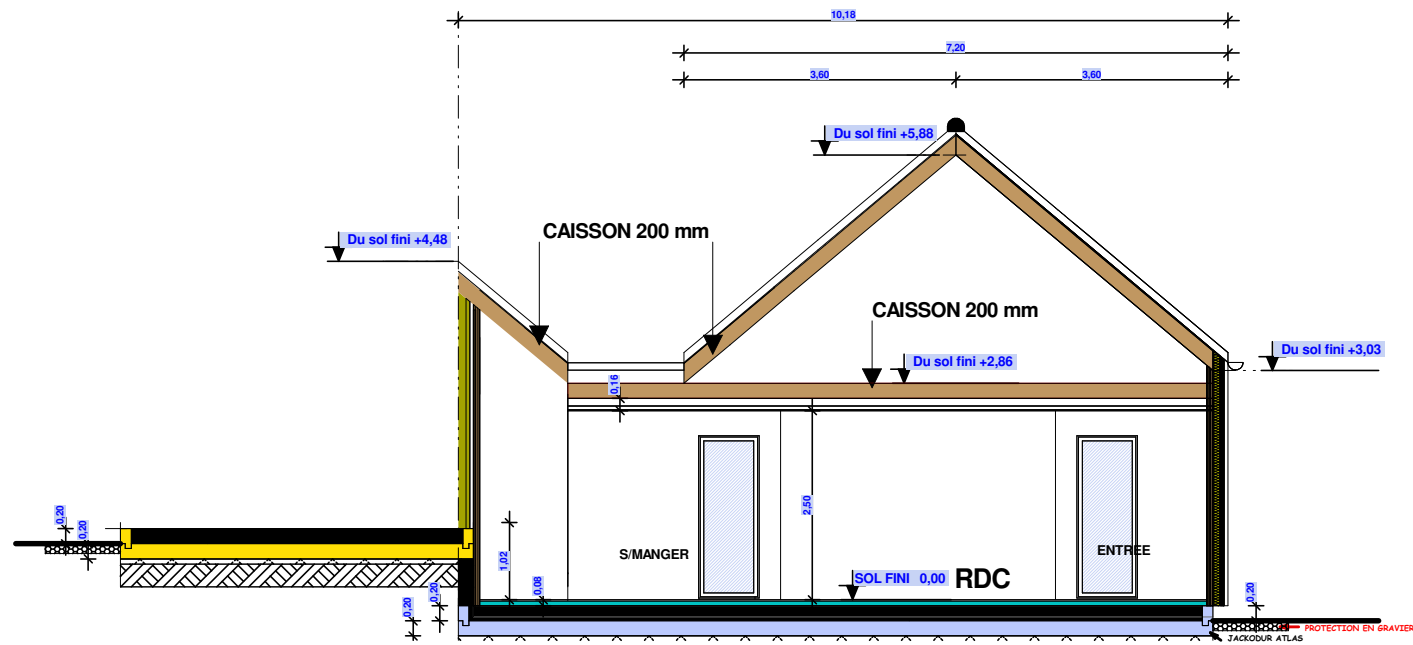 10,18
7,20
3,60
3,60
Du sol fini +5,88
CAISSON 200 mm
Du sol fini +4,48
CAISSON 200 mm
Du sol fini +3,03
Du sol fini +2,86
0,16
2,50
0,20
0,20
1,02
S/MANGER
ENTREE
SOL FINI 0,00
RDC
0,08
0,20
0,20
0,20
PROTECTION EN GRAVIER
JACKODUR ATLAS